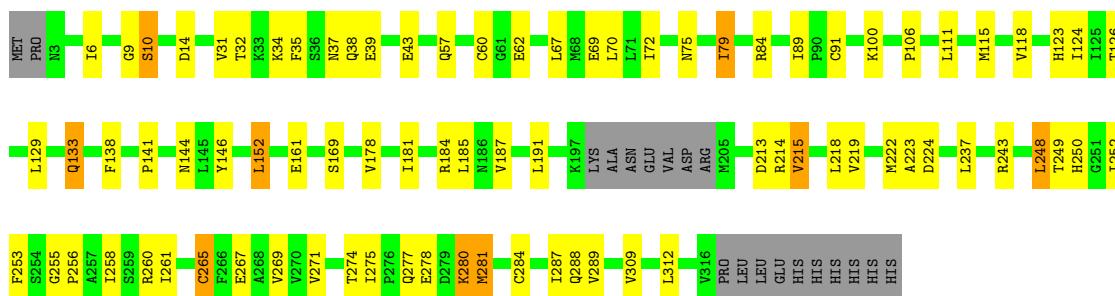 MET PRO N3 I6 G9 S10 D14 V31 T32 K33 K34 F35 S36 N37 Q38 E39 E43 Q57 C60 G61 E62 L67 M68 E69 L70 L71 I72 N75 I79 R84 I89 P90 C91 K100 P106 L111 M115 V118 H123 I124 I125 T126
L129 Q133 F138 P141 N144 L145 Y146 L152 E161 S169 V178 I181 R184 L185 N186 V187 L191 K197 LYS ALA ASN GLU VAL ASP ARG M205 D213 R214 V215 L218 V219 M222 A223 D224 L237 R243 L248 T249 H250 G251 I252
F253 S254 G255 P256 A257 I258 S259 R260 I261 C265 F266 E267 A268 V269 V270 V271 T274 I275 P276 Q277 E278 D279 K280 M281 C284 I287 Q288 V289 V309 L312 V316 PRO LEU LEU GLU HIS HIS HIS HIS HIS HIS